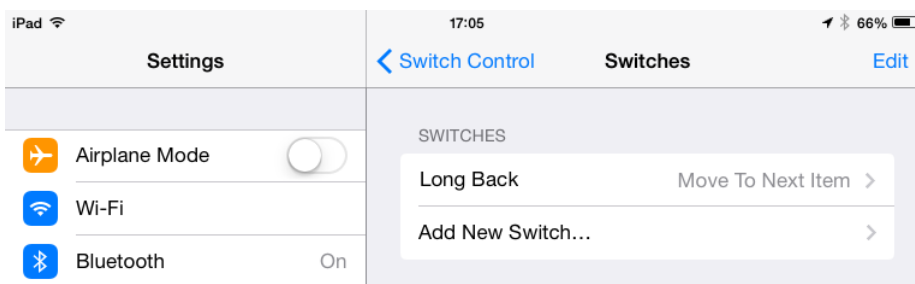 iPad 17:05 66%
Settings
Switch Control Switches Edit
SWITCHES
Airplane Mode
Long Back Move To Next Item
Wi-Fi
Add New Switch...
Bluetooth On